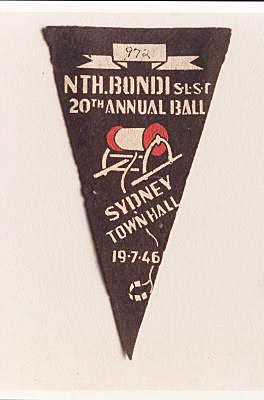 972
NTH. BONDI S.L.S.C
20TH ANNUAL BALL
SYDNEY
TOWN HALL
19·7·46